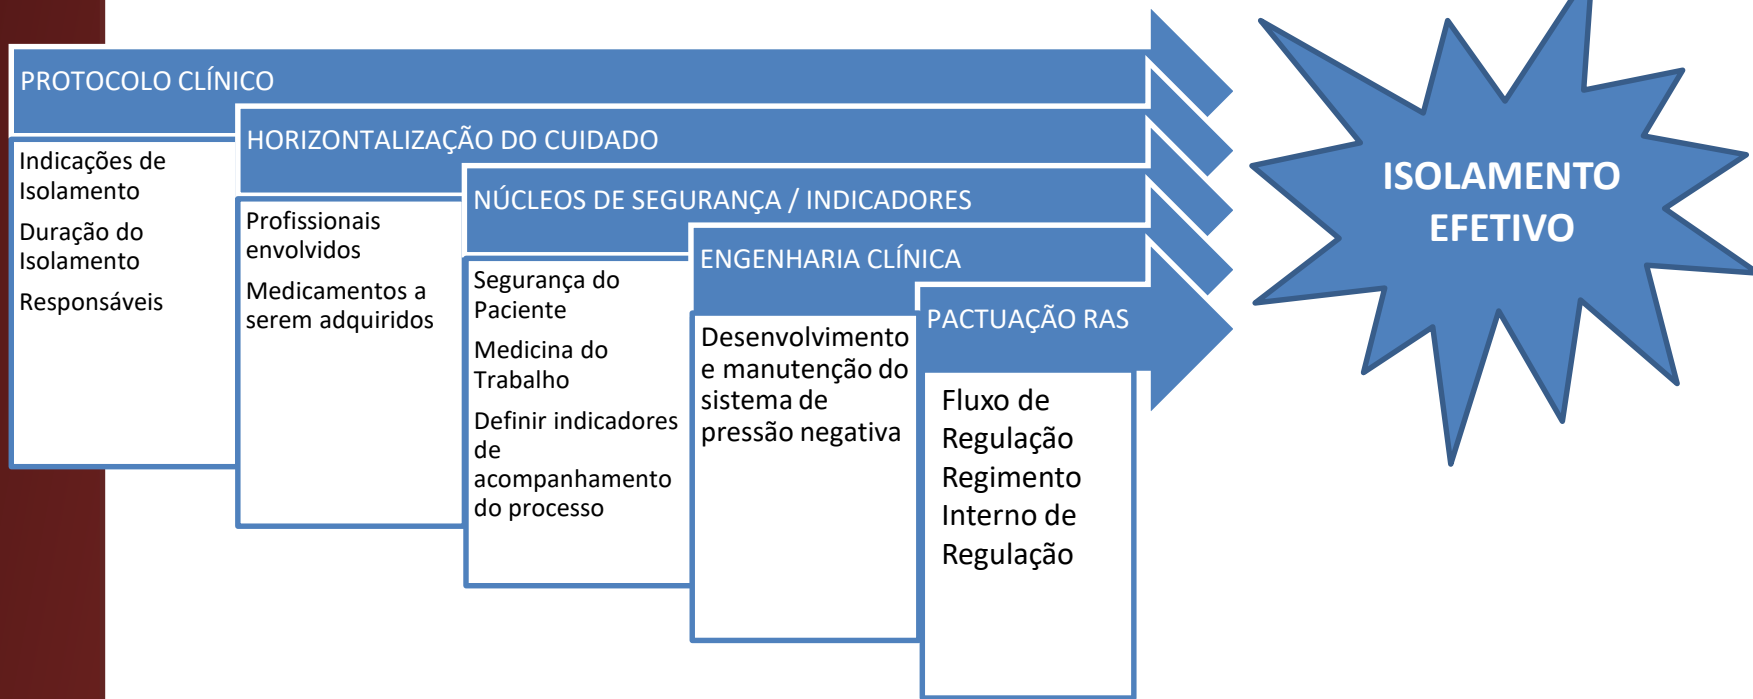 PROTOCOLO CLÍNICO
Indicações de
Isolamento
Duração do
Isolamento
Responsáveis
HORIZONTALIZAÇÃO DO CUIDADO
Profissionais
envolvidos
Medicamentos a
serem adquiridos
NÚCLEOS DE SEGURANÇA / INDICADORES
Segurança do
Paciente
Medicina do
Trabalho
Definir indicadores
de
acompanhamento
do processo
ENGENHARIA CLÍNICA
Desenvolvimento
e manutenção do
sistema de
pressão negativa
PACTUAÇÃO RAS
Fluxo de
Regulação
Regimento
Interno de
Regulação
ISOLAMENTO
EFETIVO